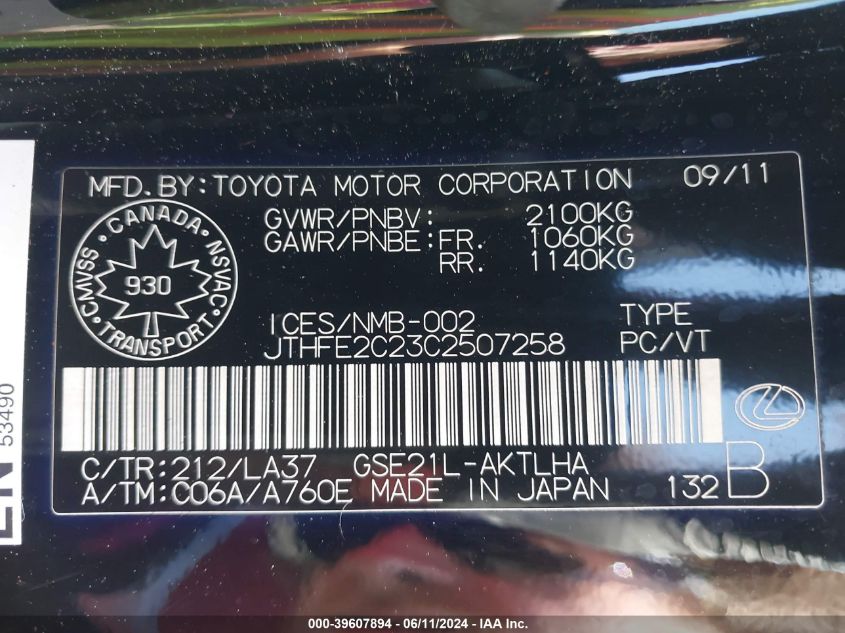 MFD.BY:TOYOTA MOTOR CORPORATION 09/11
GVWR/PNBV: 2100KG
GAWR/PNBE:FR. 1060KG
RR. 1140KG
CANADA
CMVSS 930 NSVAC
TRANSPORT
ICES/NMB-002 TYPE
JTHFE2C23C2507258 PC/VT
C/TR:212/LA37 GSE21L-AKTLHA
A/TM:C06A/A760E MADE IN JAPAN 132 B
53490
000-39607894 - 06/11/2024 - IAA Inc.